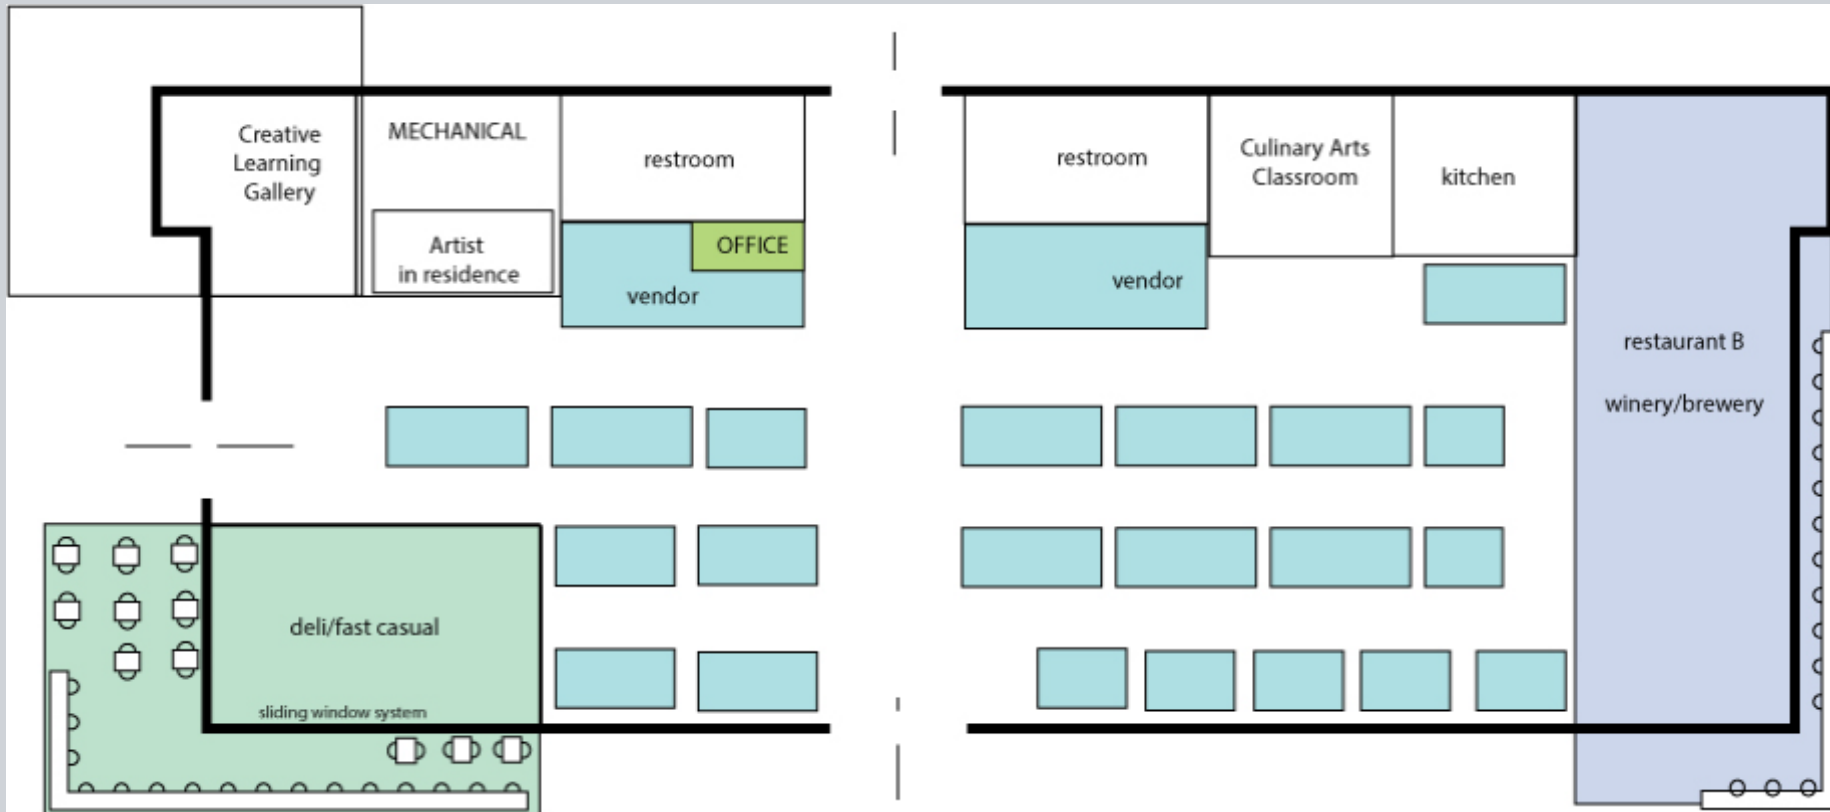 Creative
Learning
Gallery
MECHANICAL
Artist
in residence
restroom
OFFICE
vendor
restroom
vendor
Culinary Arts
Classroom
kitchen
restaurant B
winery/brewery
deli/fast casual
sliding window system